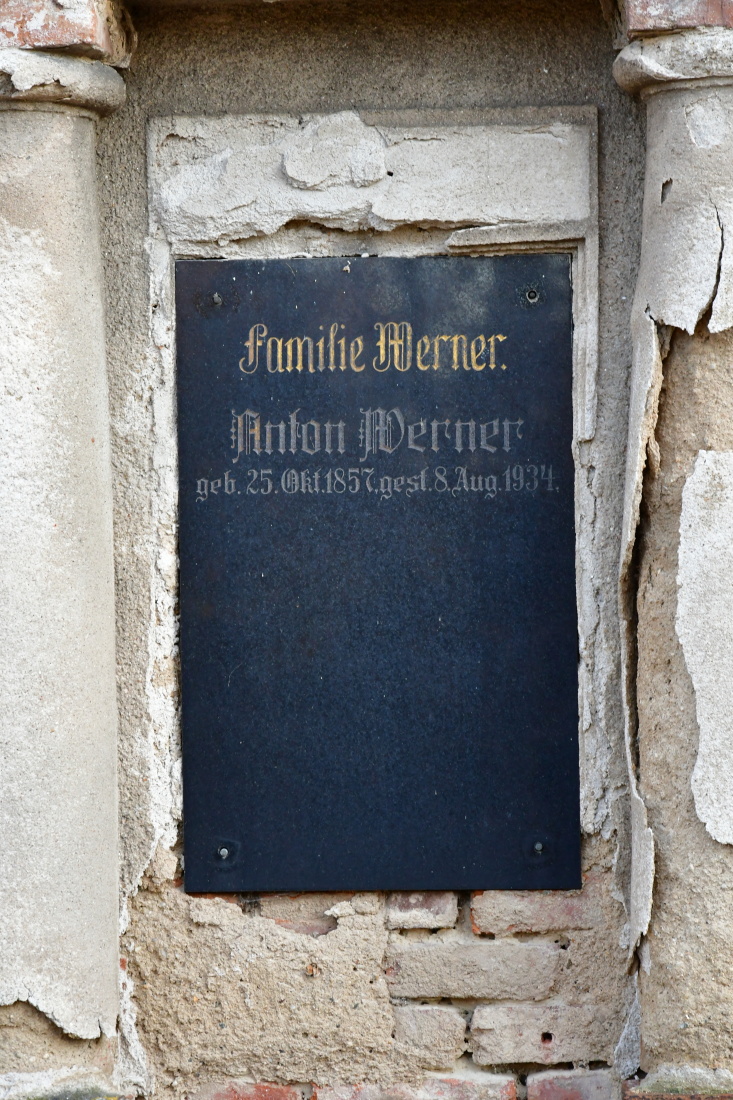 Familie Werner.
Anton Werner
geb. 25. Okt. 1857, gest. 8. Aug. 1934.